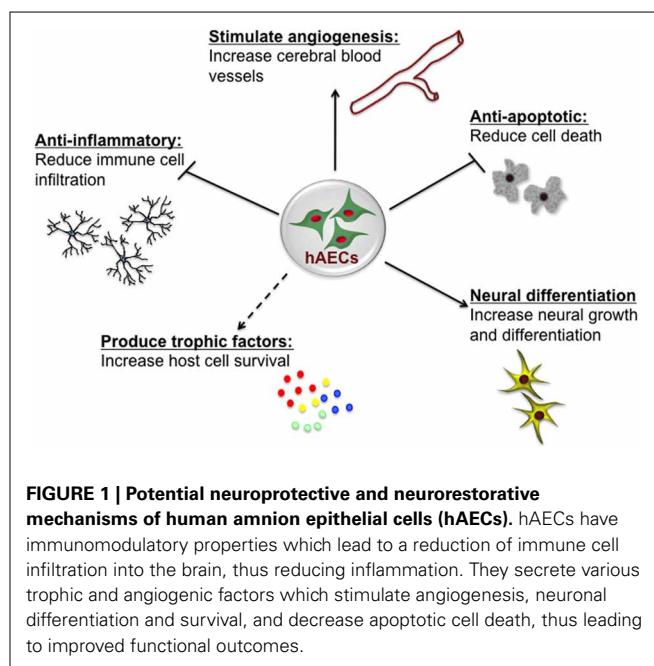 Stimulate angiogenesis:
Increase cerebral blood
vessels
Anti-inflammatory:
Reduce immune cell
infiltration
Anti-apoptotic:
Reduce cell death
hAECs
Neural differentiation
Increase neural growth
and differentiation
Produce trophic factors:
Increase host cell survival
FIGURE 1 | Potential neuroprotective and neurorestorative
mechanisms of human amnion epithelial cells (hAECs). hAECs have
immunomodulatory properties which lead to a reduction of immune cell
infiltration into the brain, thus reducing inflammation. They secrete various
trophic and angiogenic factors which stimulate angiogenesis, neuronal
differentiation and survival, and decrease apoptotic cell death, thus leading
to improved functional outcomes.